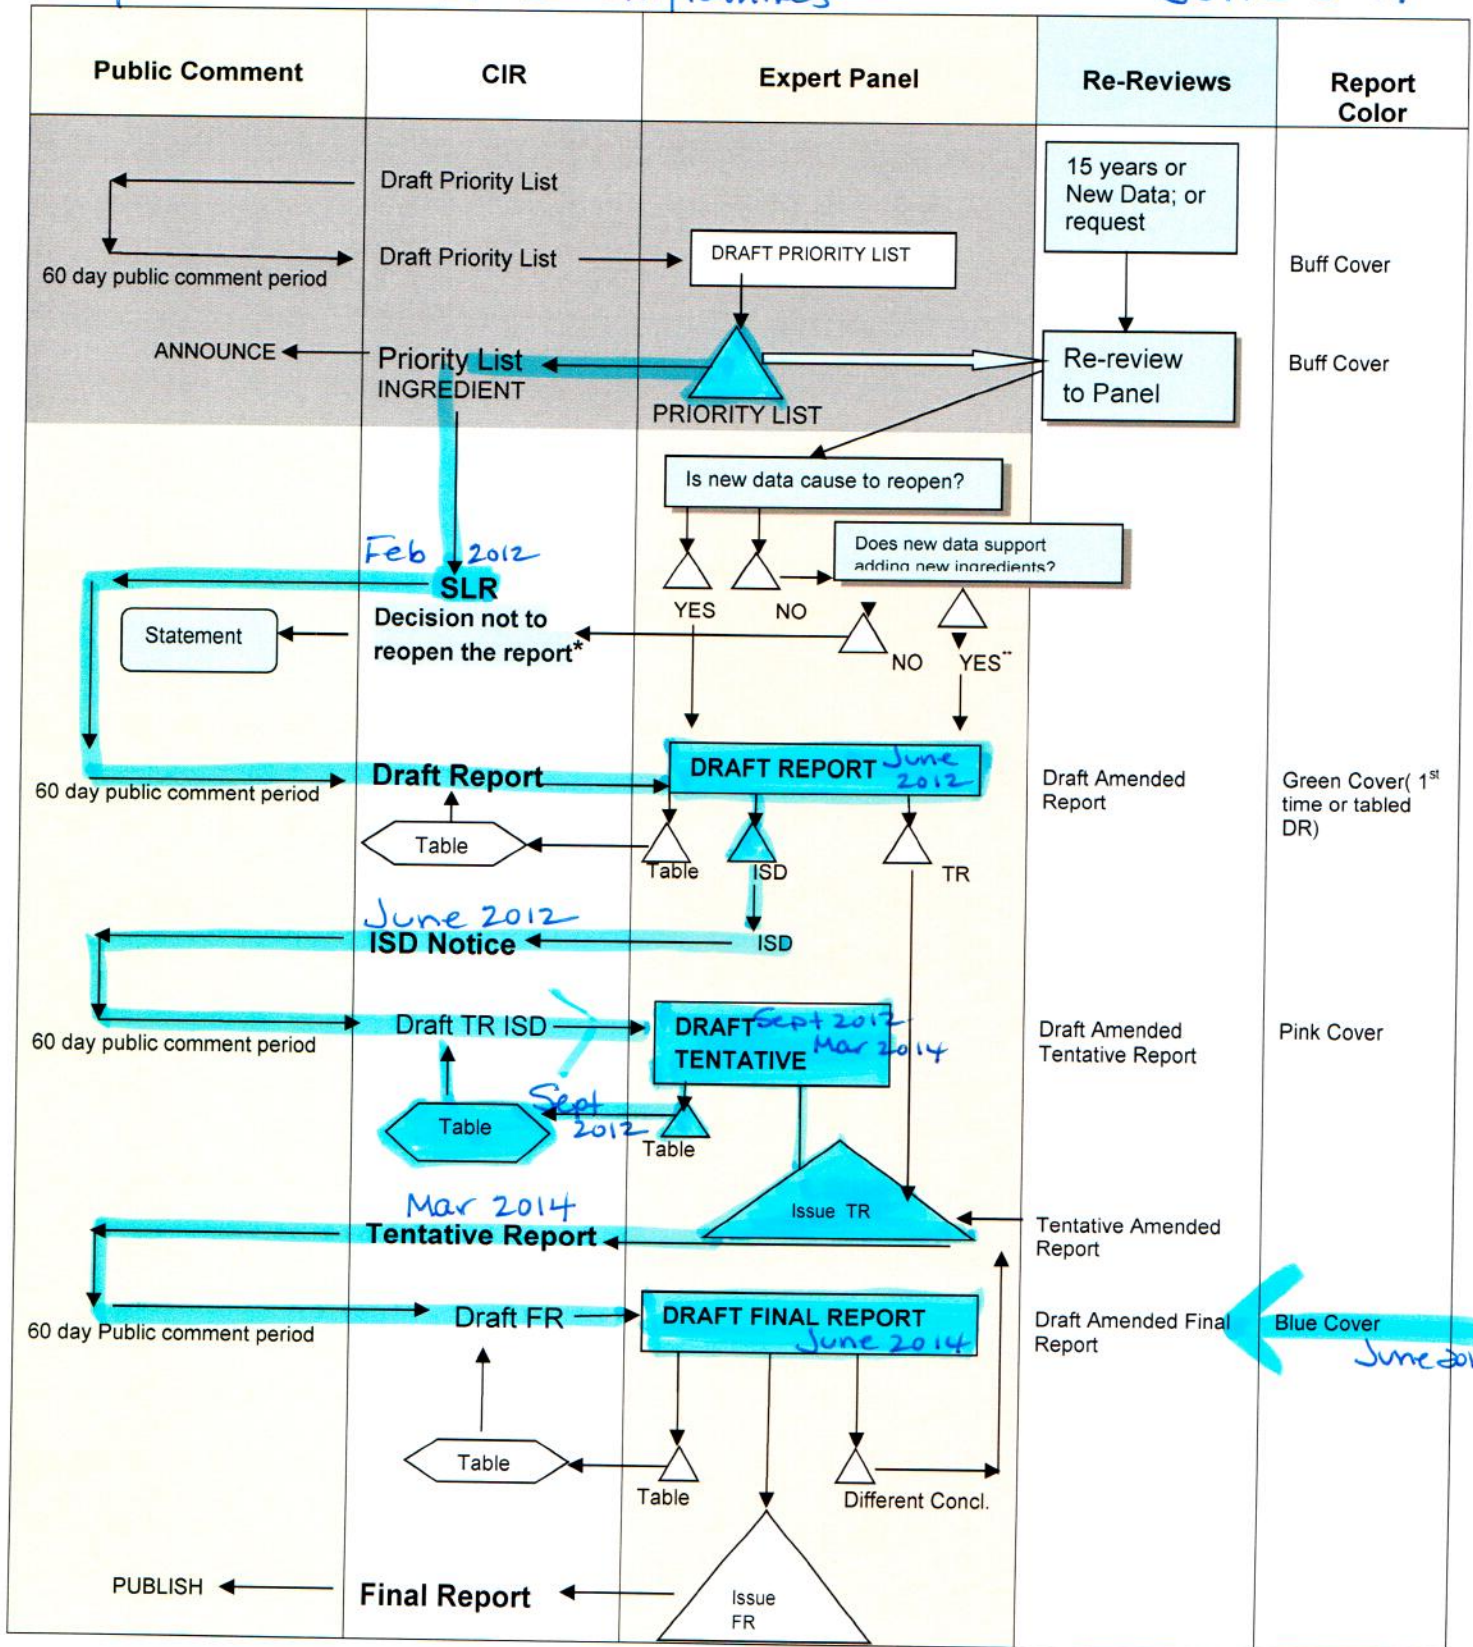 Public Comment
CIR
Expert Panel
Re-Reviews
Report
Color
Draft Priority List
15 years or
New Data; or
request
60 day public comment period
Draft Priority List
DRAFT PRIORITY LIST
Buff Cover
ANNOUNCE
Priority List
INGREDIENT
PRIORITY LIST
Re-review
to Panel
Buff Cover
Is new data cause to reopen?
Does new data support
adding new ingredients?
Feb 2012
SLR
YES
NO
NO
YES**
Statement
Decision not to
reopen the report*
60 day public comment period
Draft Report
DRAFT REPORT June
2012
Draft Amended
Report
Green Cover( 1st
time or tabled
DR)
Table
Table
ISD
TR
June 2012
ISD Notice
ISD
60 day public comment period
Draft TR ISD
DRAFT Sept 2012
TENTATIVE Mar 2014
Draft Amended
Tentative Report
Pink Cover
Table
Sept
2012
Table
Issue TR
Mar 2014
Tentative Report
Tentative Amended
Report
60 day Public comment period
Draft FR
DRAFT FINAL REPORT
June 2014
Draft Amended Final
Report
Blue Cover
June 201
Table
Table
Different Concl.
PUBLISH
Final Report
Issue
FR